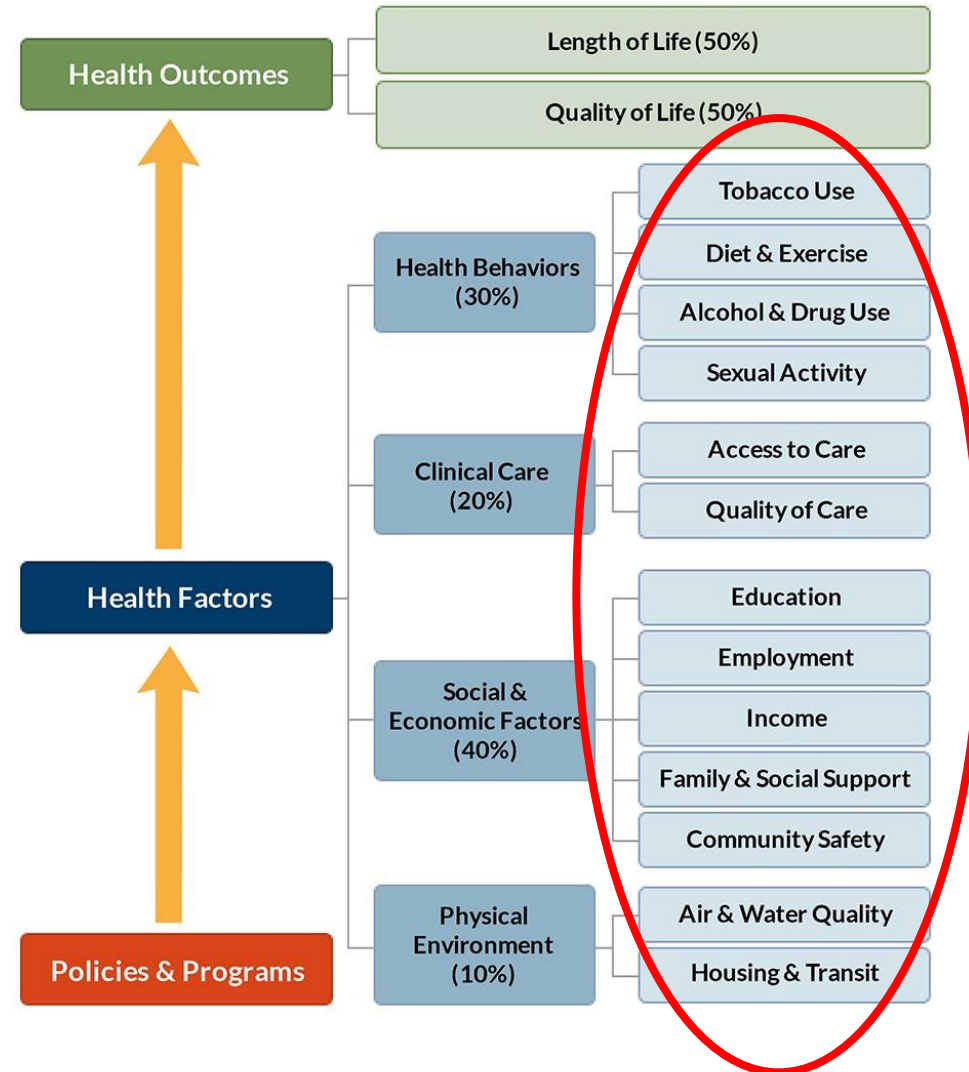 Health Outcomes
Length of Life (50%)
Quality of Life (50%)
Health Factors
Health Behaviors
(30%)
Tobacco Use
Diet & Exercise
Alcohol & Drug Use
Sexual Activity
Clinical Care
(20%)
Access to Care
Quality of Care
Social &
Economic Factors
(40%)
Education
Employment
Income
Family & Social Support
Community Safety
Physical
Environment
(10%)
Air & Water Quality
Housing & Transit
Policies & Programs